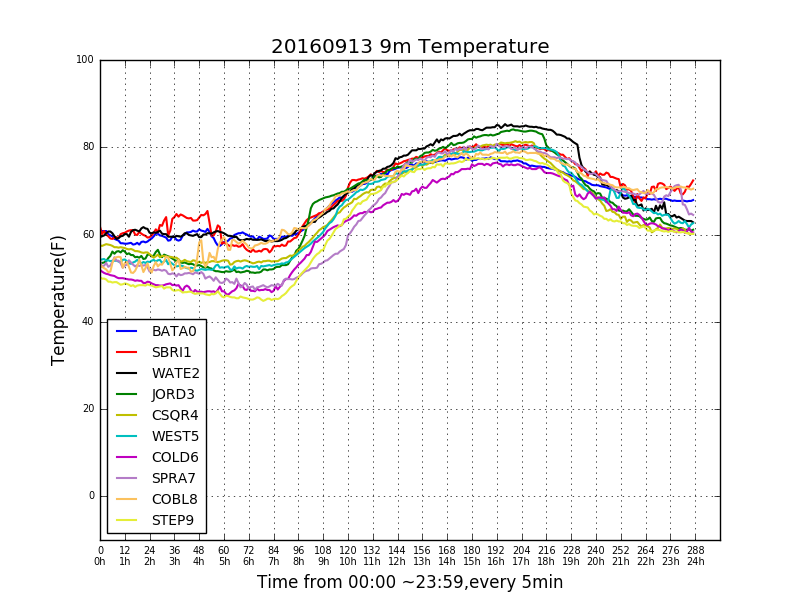 20160913 9m Temperature
100
80
60
40
20
0
Temperature(F)
BATA0
SBRI1
WATE2
JORD3
CSQR4
WEST5
COLD6
SPRA7
COBL8
STEP9
0 12 24 36 48 60 72 84 96 108 120 132 144 156 168 180 192 204 216 228 240 252 264 276 288
0h 1h 2h 3h 4h 5h 6h 7h 8h 9h 10h 11h 12h 13h 14h 15h 16h 17h 18h 19h 20h 21h 22h 23h 24h
Time from 00:00 ~23:59,every 5min